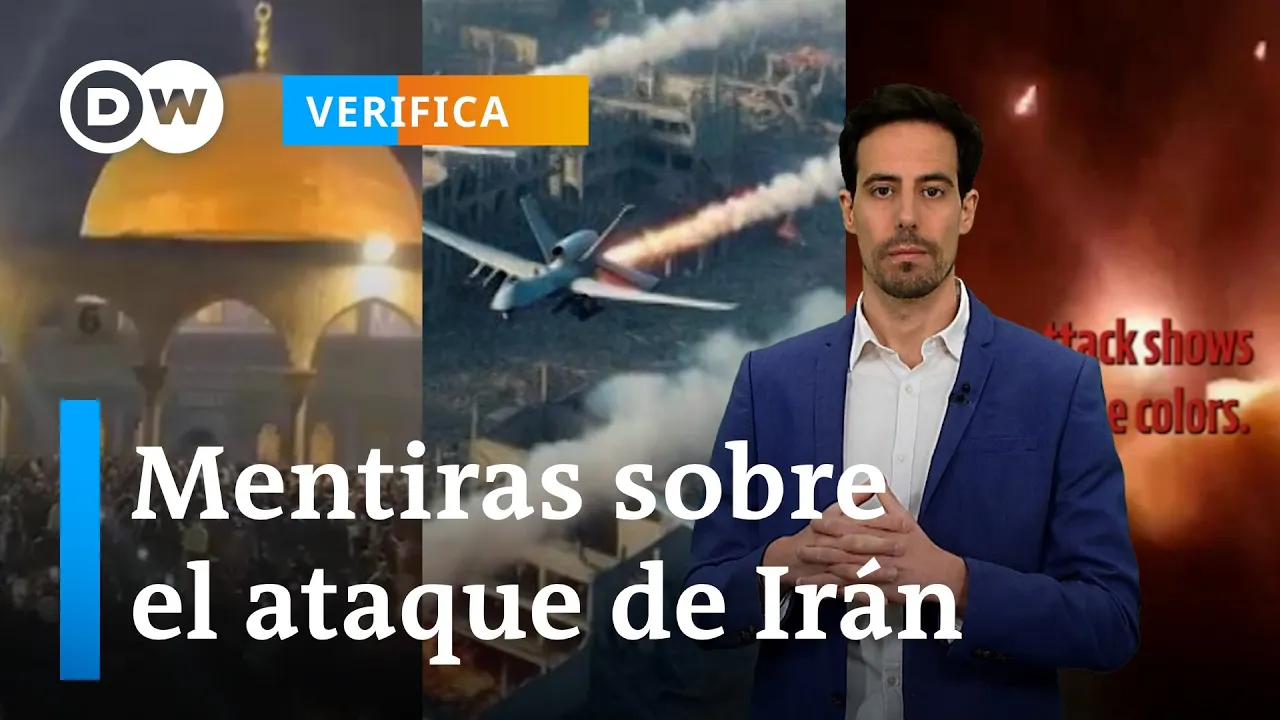 DW
VERIFICA
ttack shows
e colors.
Mentiras sobre
el ataque de Irán